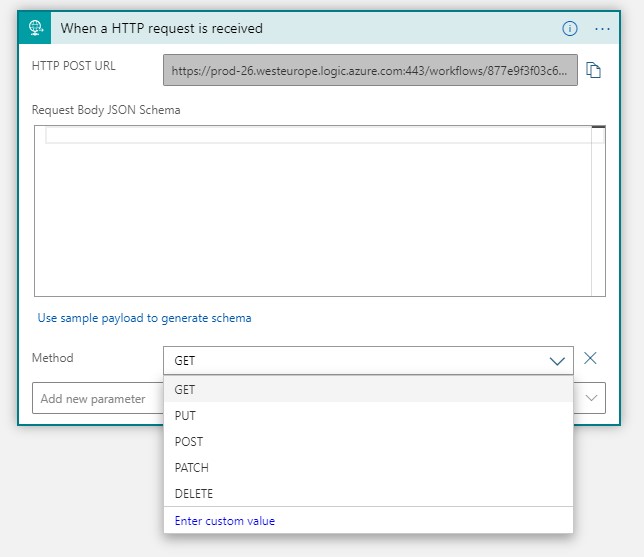 When a HTTP request is received
HTTP POST URL
https://prod-26.westeurope.logic.azure.com:443/workflows/877e9f3f03c6...
Request Body JSON Schema
Use sample payload to generate schema
Method
GET
Add new parameter
GET
PUT
POST
PATCH
DELETE
Enter custom value